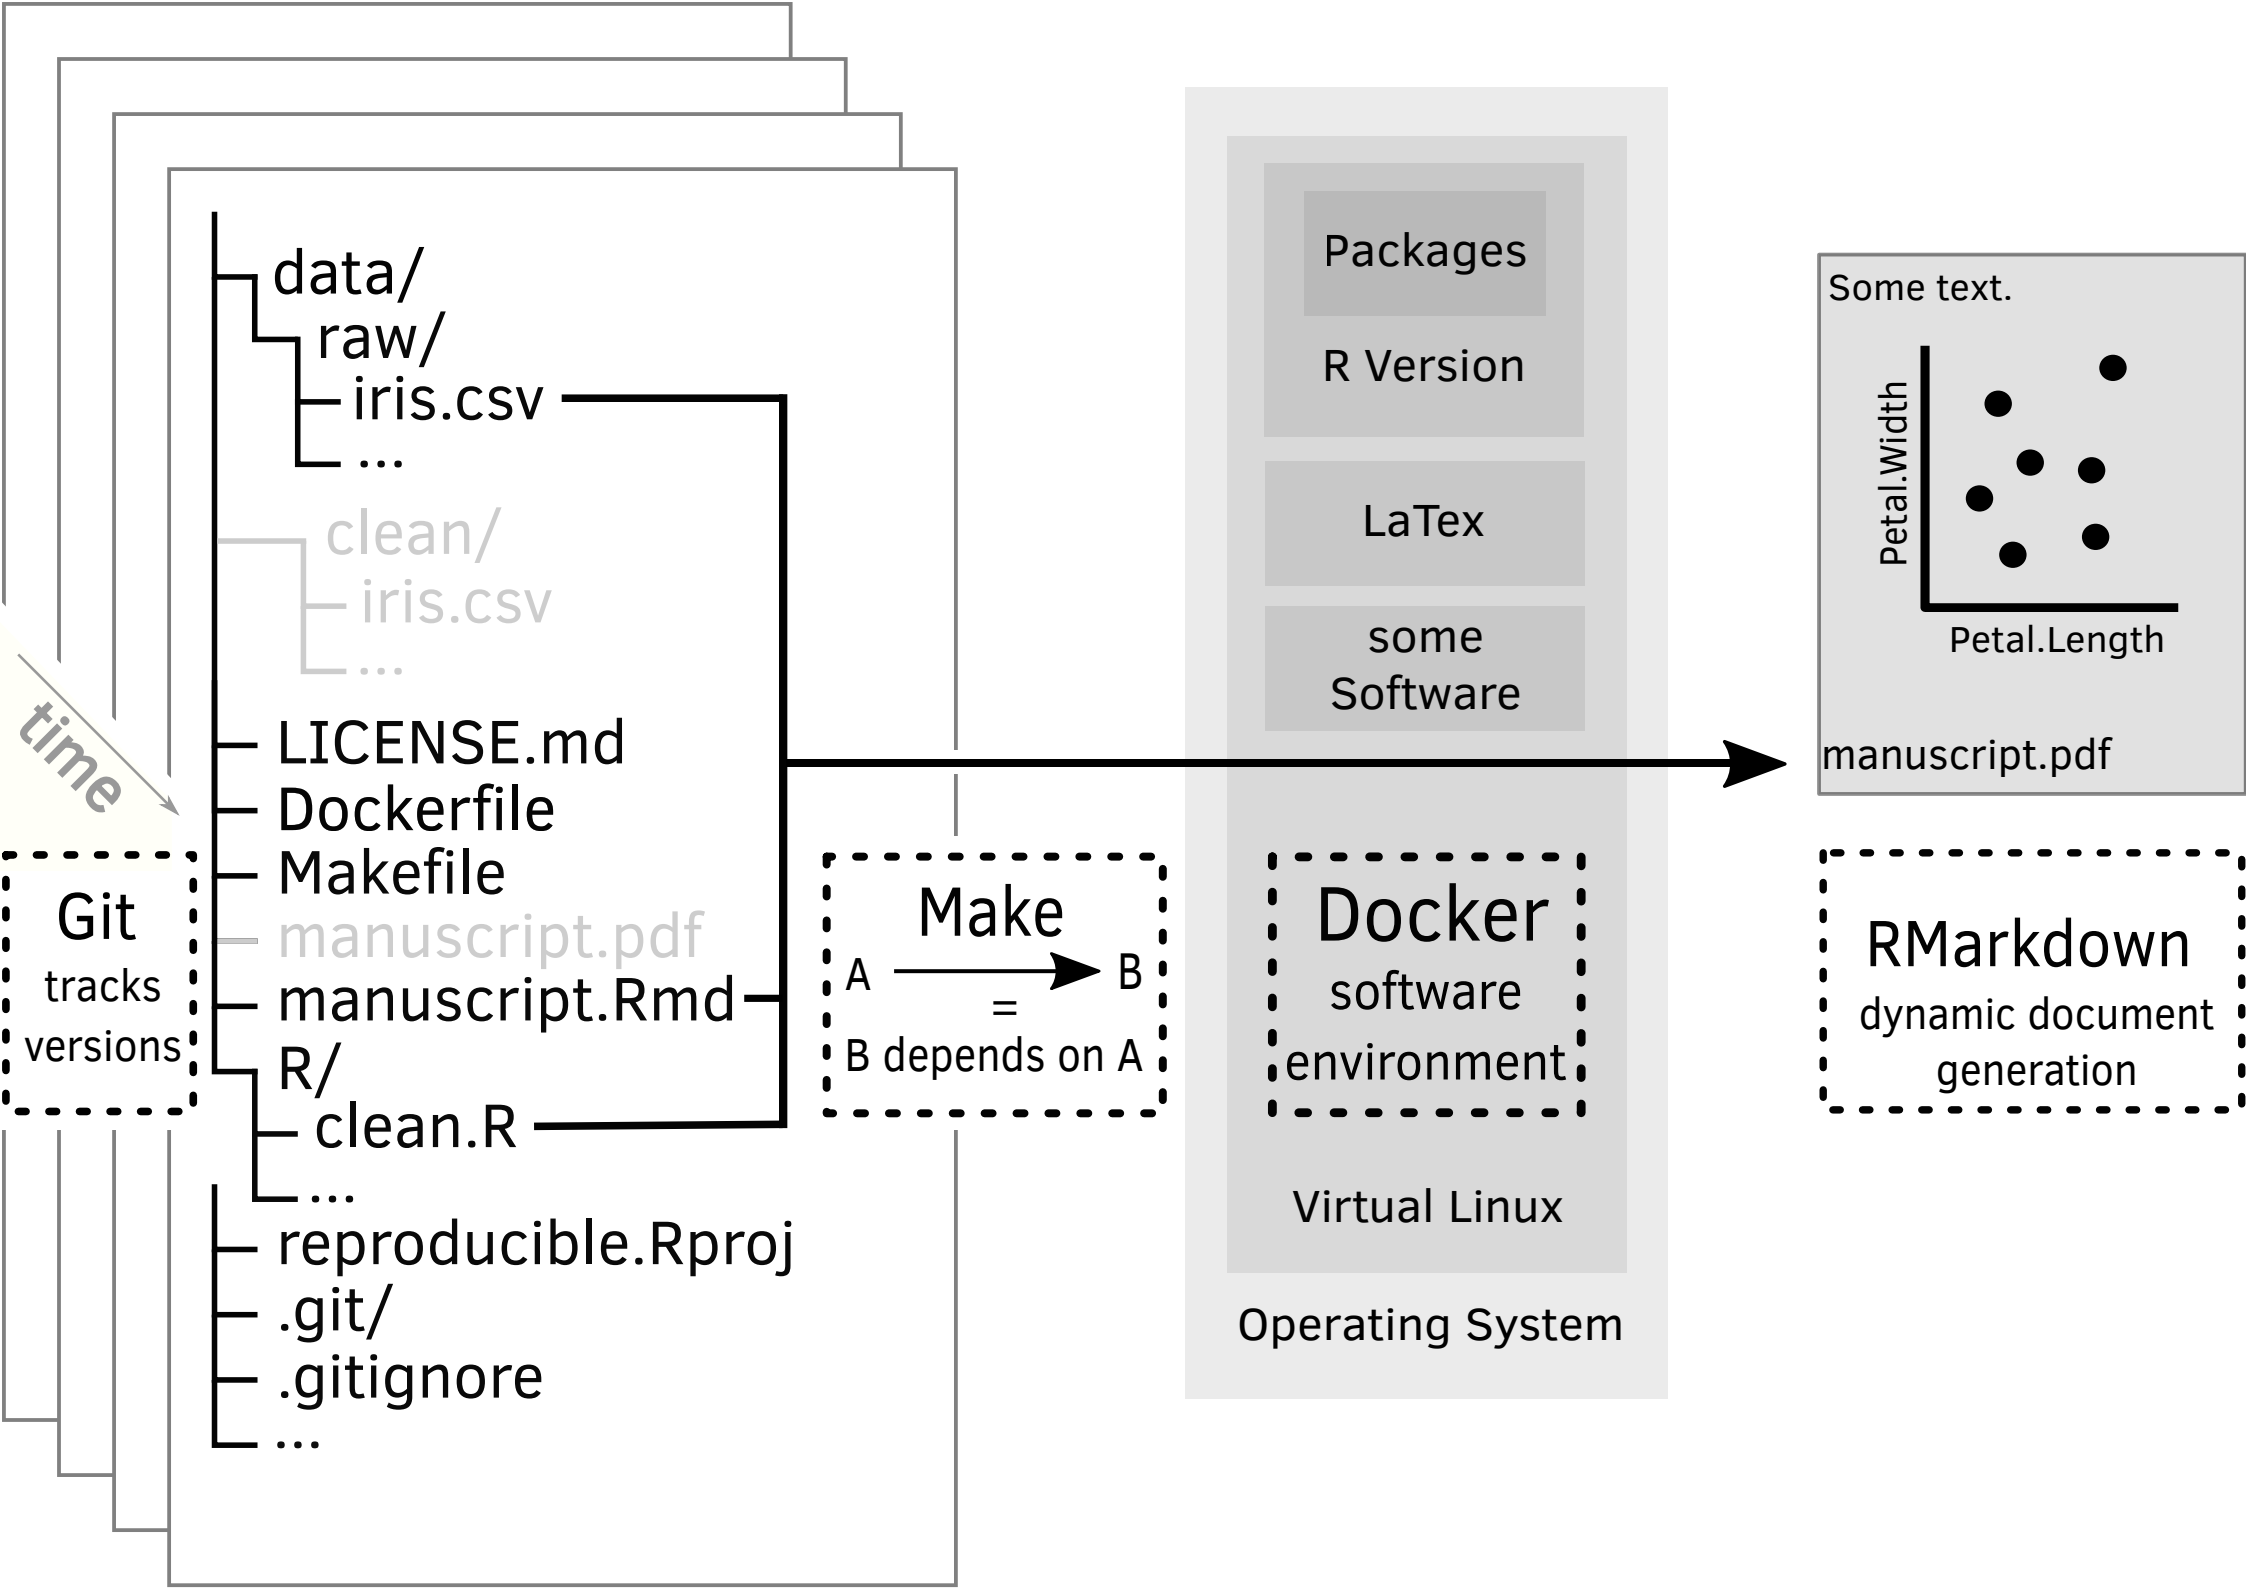 data/
raw/
iris.csv
...
clean/
iris.csv
...
LICENSE.md
Dockerfile
Makefile
manuscript.pdf
manuscript.Rmd
R/
clean.R
...
reproducible.Rproj
.git/
.gitignore
...
time
Git
tracks
versions
Make
A B
=
B depends on A
Packages
R Version
LaTex
some
Software
Docker
software
environment
Virtual Linux
Operating System
Some text.
Petal.Width
Petal.Length
manuscript.pdf
RMarkdown
dynamic document
generation